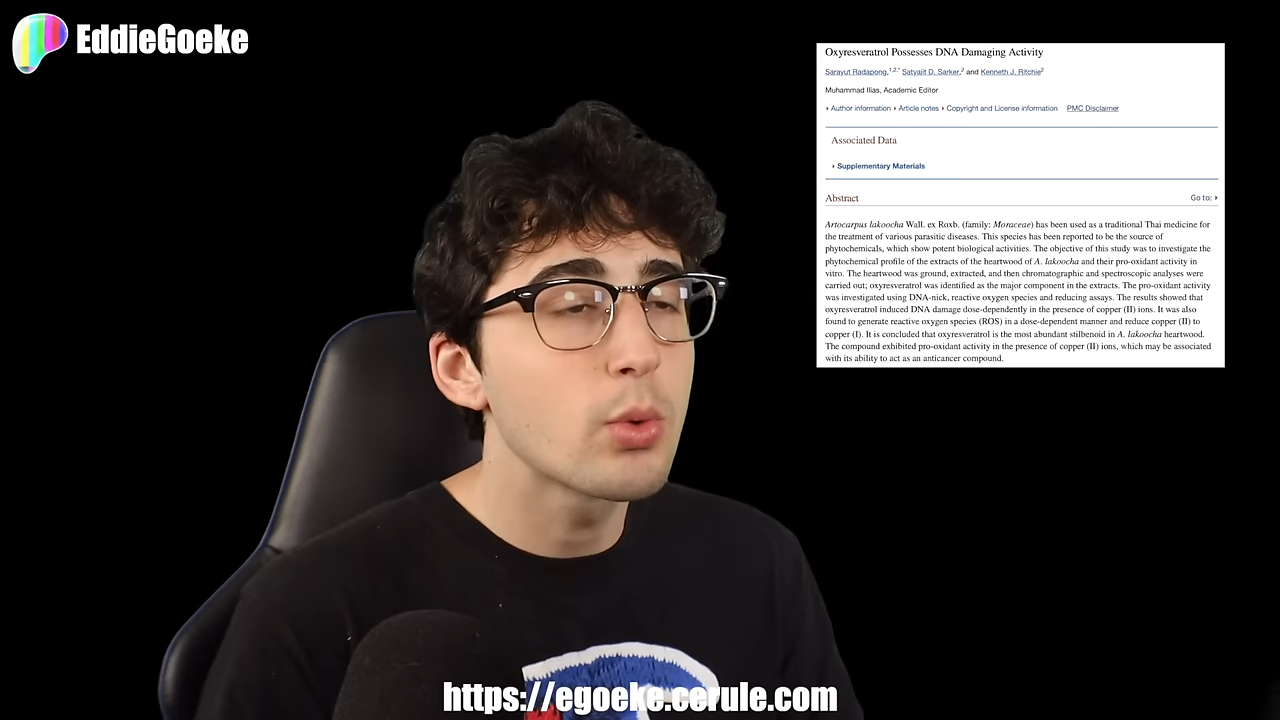 EddieGoeke
Oxyresveratrol Possesses DNA Damaging Activity
Sarayut Radapong,1,2,* Satyajit D. Sarker,2 and Kenneth J. Ritchie2
Muhammad Ilias, Academic Editor
Author information Article notes Copyright and License information PMC Disclaimer
Associated Data
Supplementary Materials
Abstract Go to:
Artocarpus lakoocha Wall. ex Roxb. (family: Moraceae) has been used as a traditional Thai medicine for
the treatment of various parasitic diseases. This species has been reported to be the source of
phytochemicals, which show potent biological activities. The objective of this study was to investigate the
phytochemical profile of the extracts of the heartwood of A. lakoocha and their pro-oxidant activity in
vitro. The heartwood was ground, extracted, and then chromatographic and spectroscopic analyses were
carried out; oxyresveratrol was identified as the major component in the extracts. The pro-oxidant activity
was investigated using DNA-nick, reactive oxygen species and reducing assays. The results showed that
oxyresveratrol induced DNA damage dose-dependently in the presence of copper (II) ions. It was also
found to generate reactive oxygen species (ROS) in a dose-dependent manner and reduce copper (II) to
copper (I). It is concluded that oxyresveratrol is the most abundant stilbenoid in A. lakoocha heartwood.
The compound exhibited pro-oxidant activity in the presence of copper (II) ions, which may be associated
with its ability to act as an anticancer compound.
https://egoeke.cerule.com